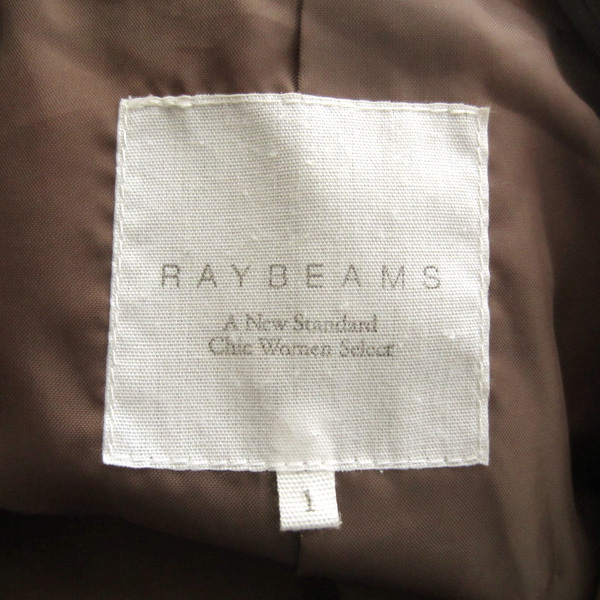 RAYBEAMS
A New Standard
Chic Women Select
1